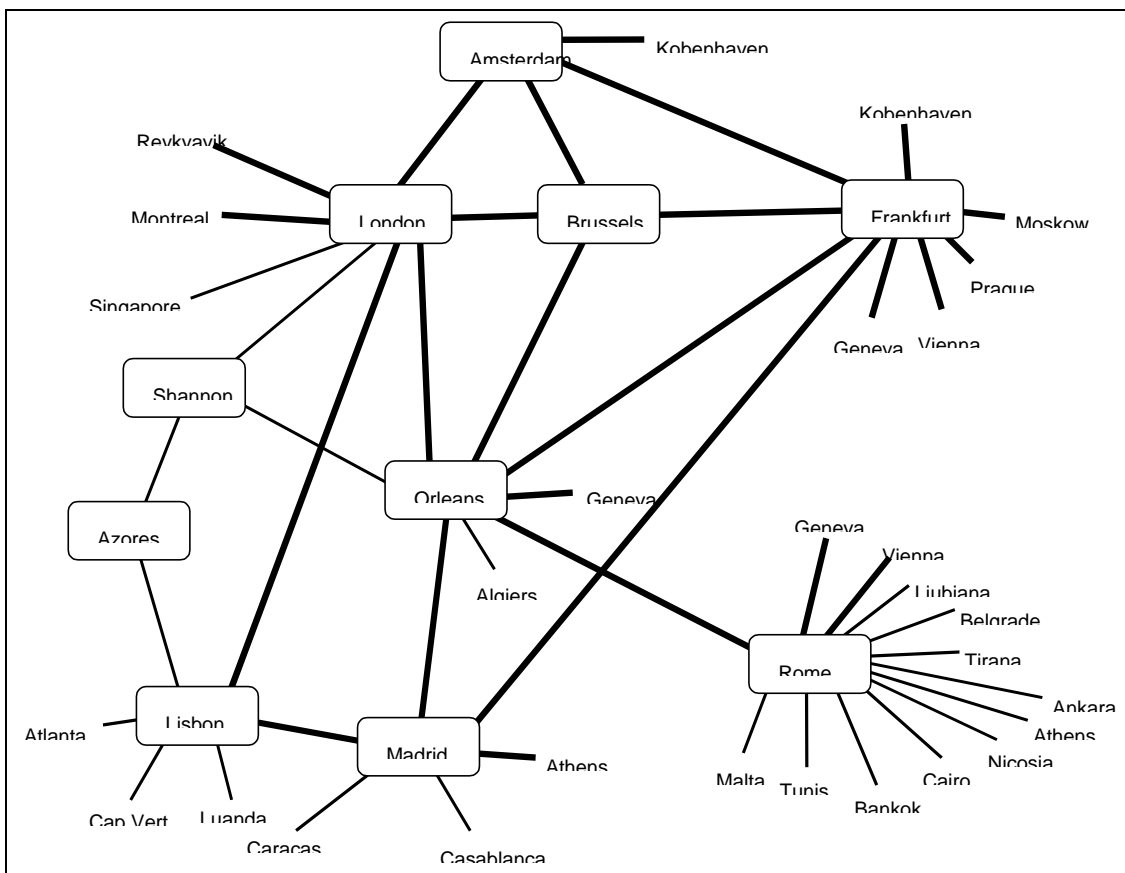 Amsterdam
Kobenhaven
Kobenhaven
Reykyavik
Montreal
London
Brussels
Frankfurt
Moskow
Singapore
Prague
Geneva
Vienna
Shannon
Orleans
Geneva
Azores
Algiers
Geneva
Vienna
Ljubjana
Belgrade
Tirana
Rome
Ankara
Athens
Nicosia
Cairo
Malta
Tunis
Bankok
Lisbon
Atlanta
Madrid
Athens
Cap Vert
Luanda
Caracas
Casablanca